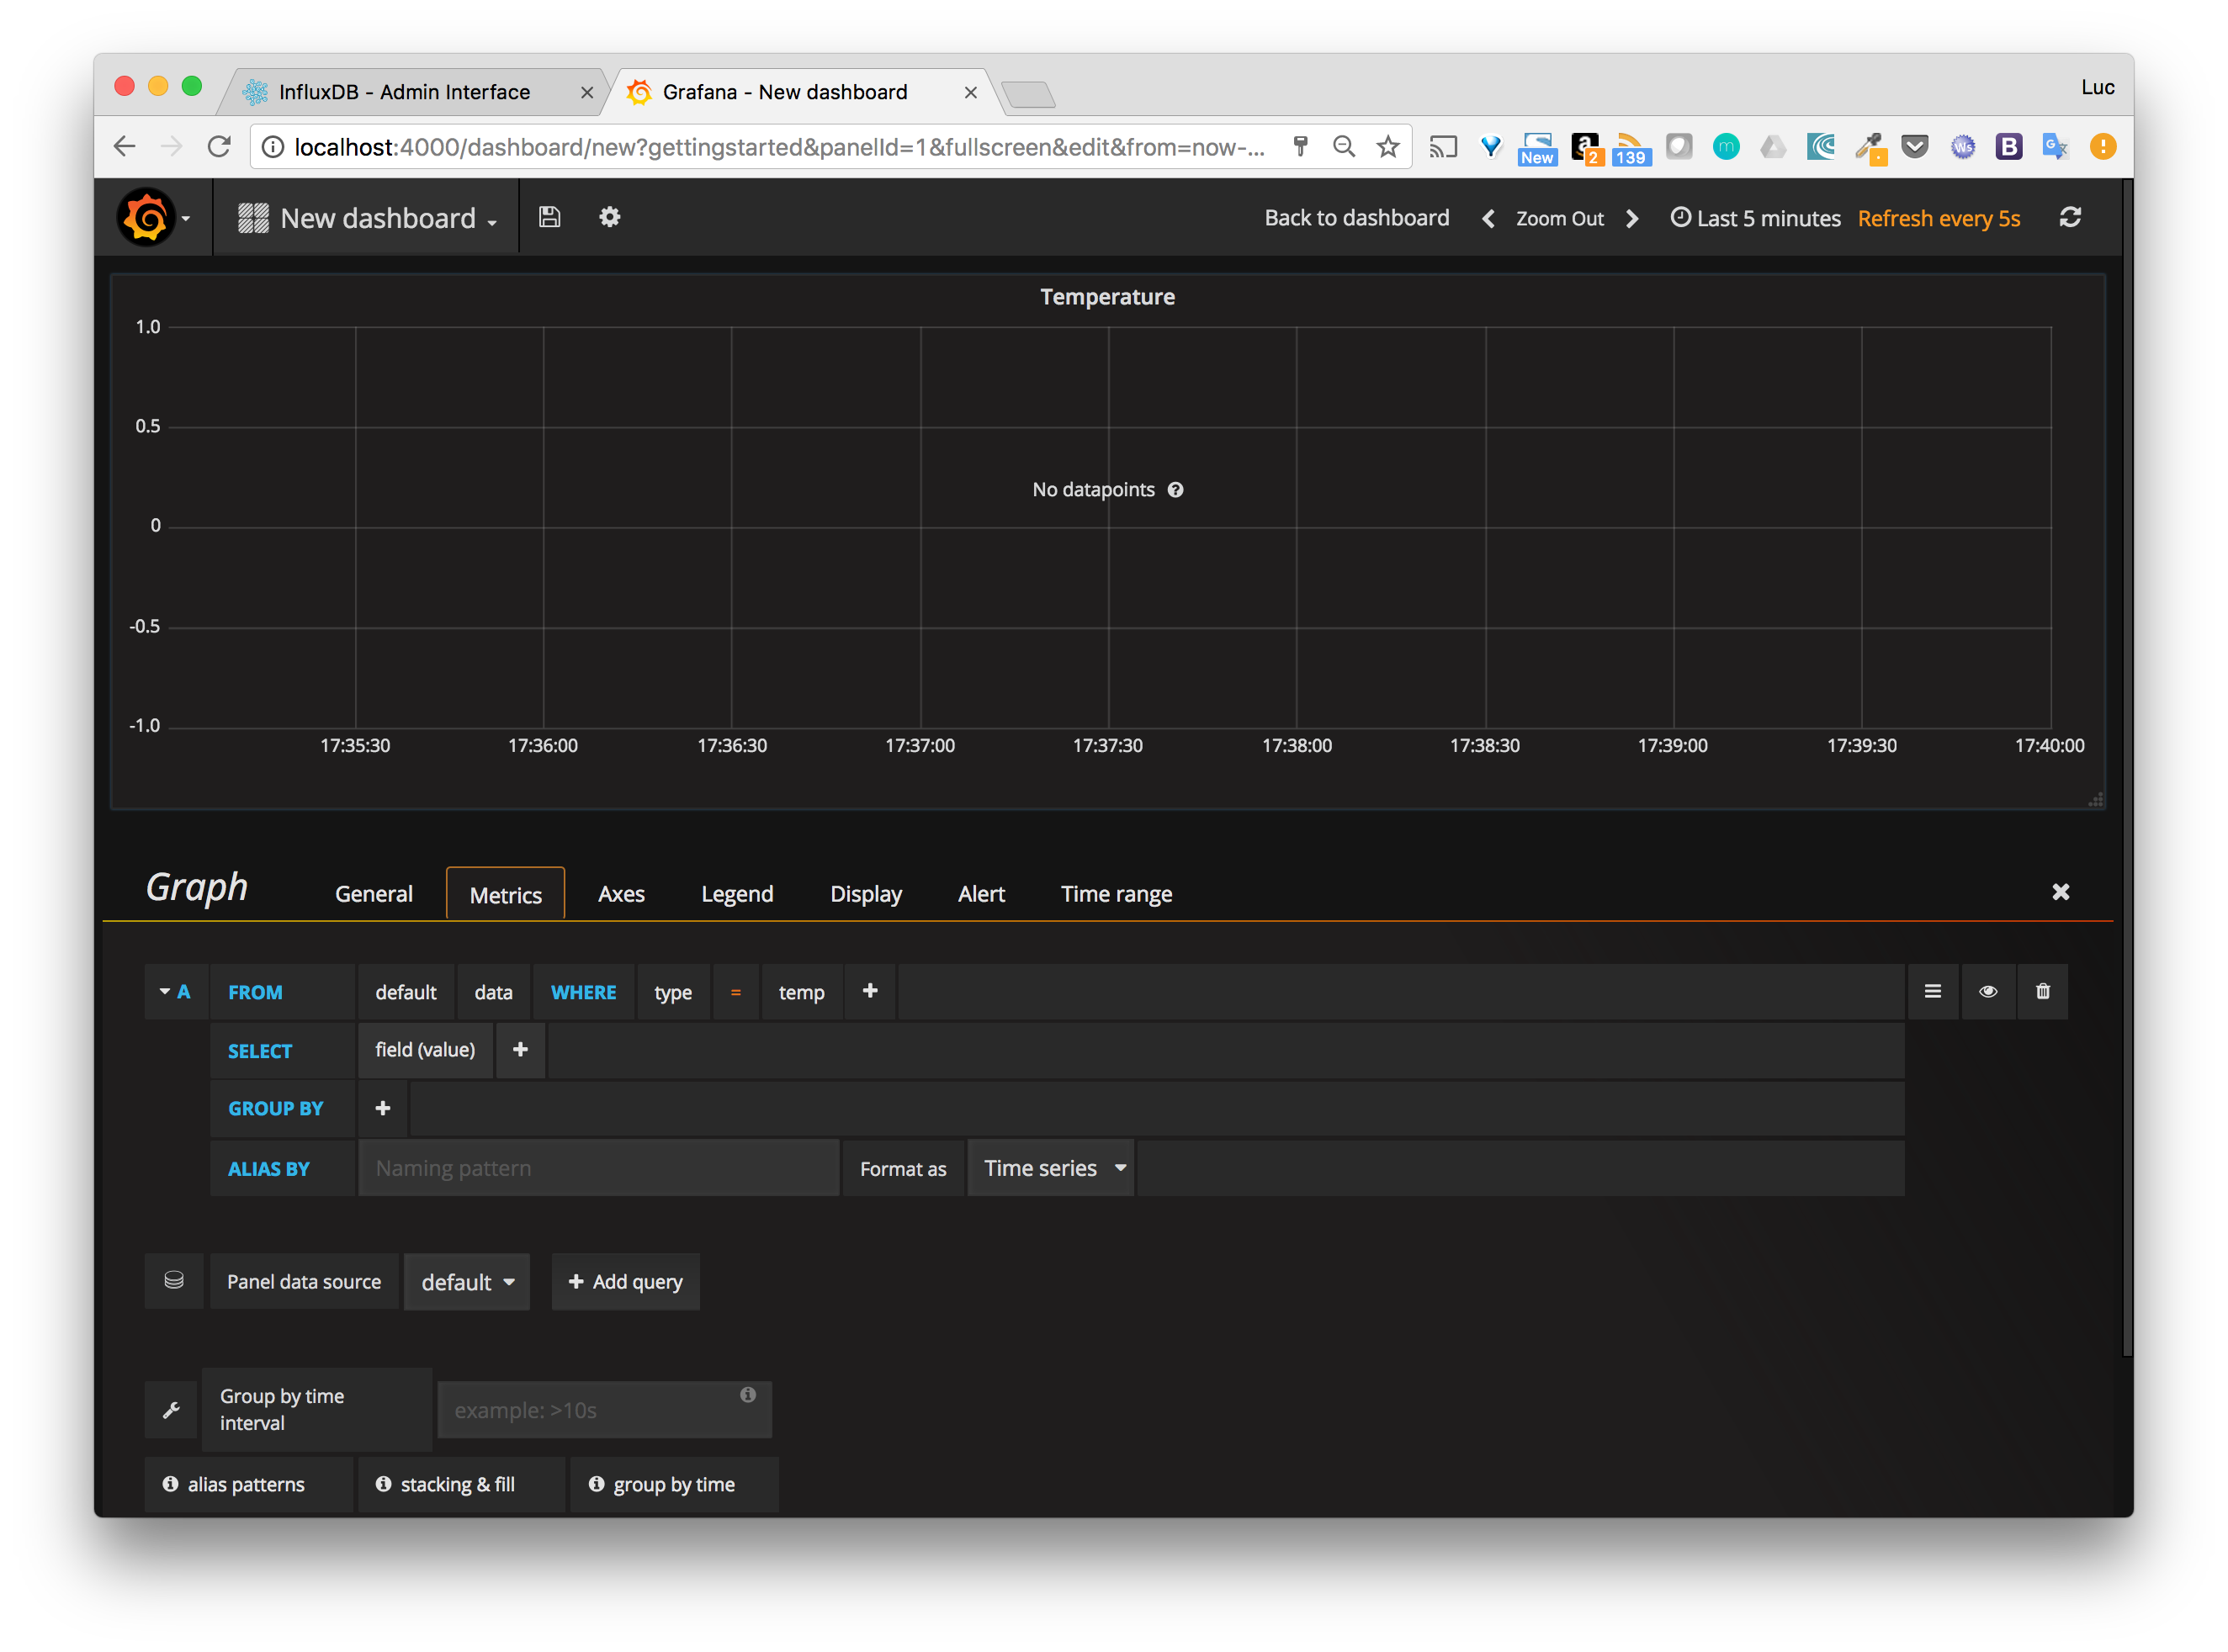 InfluxDB - Admin Interface
Grafana - New dashboard
Luc
localhost:4000/dashboard/new?gettingstarted&panelId=1&fullscreen&edit&from=now-...
New
a
2
139
m
Ws
B
G
New dashboard
Back to dashboard
Zoom Out
Last 5 minutes
Refresh every 5s
Temperature
1.0
0.5
No datapoints
0
-0.5
-1.0
17:35:30
17:36:00
17:36:30
17:37:00
17:37:30
17:38:00
17:38:30
17:39:00
17:39:30
17:40:00
Graph
General
Metrics
Axes
Legend
Display
Alert
Time range
A FROM default data WHERE type = temp +
SELECT field (value) +
GROUP BY +
ALIAS BY Naming pattern Format as Time series
Panel data source default + Add query
Group by time
interval
example: >10s
alias patterns
stacking & fill
group by time